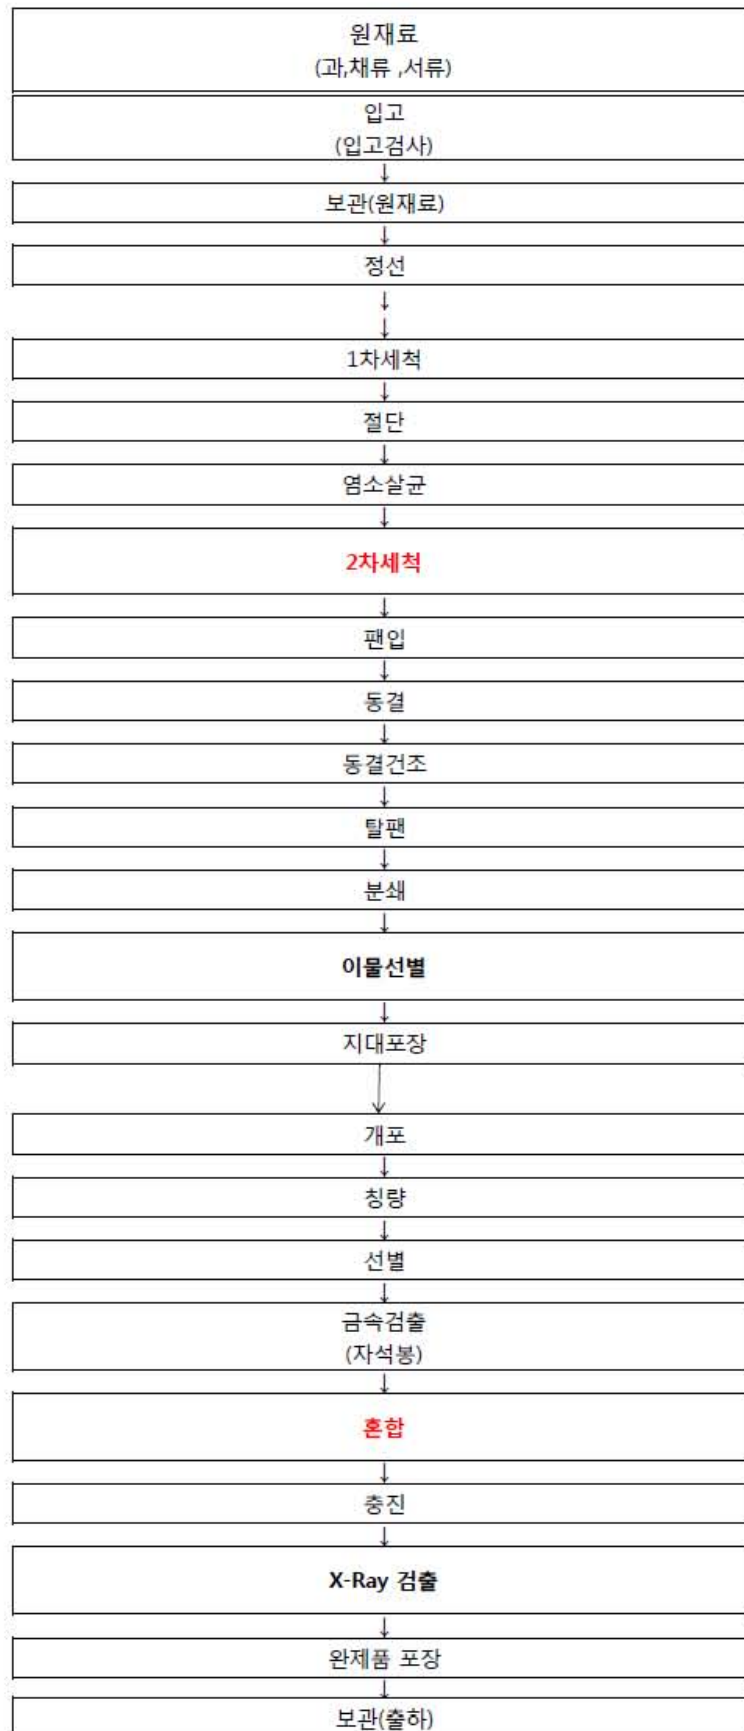 원재료
(과,채류 ,서류)
입고
(입고검사)
↓
보관(원재료)
↓
정선
↓
↓
1차세척
↓
절단
↓
염소살균
↓
2차세척
↓
팬입
↓
동결
↓
동결건조
↓
탈팬
↓
분쇄
↓
이물선별
↓
지대포장
개포
↓
칭량
↓
선별
↓
금속검출
(자석봉)
↓
혼합
↓
충진
↓
X-Ray 검출
↓
완제품 포장
↓
보관(출하)